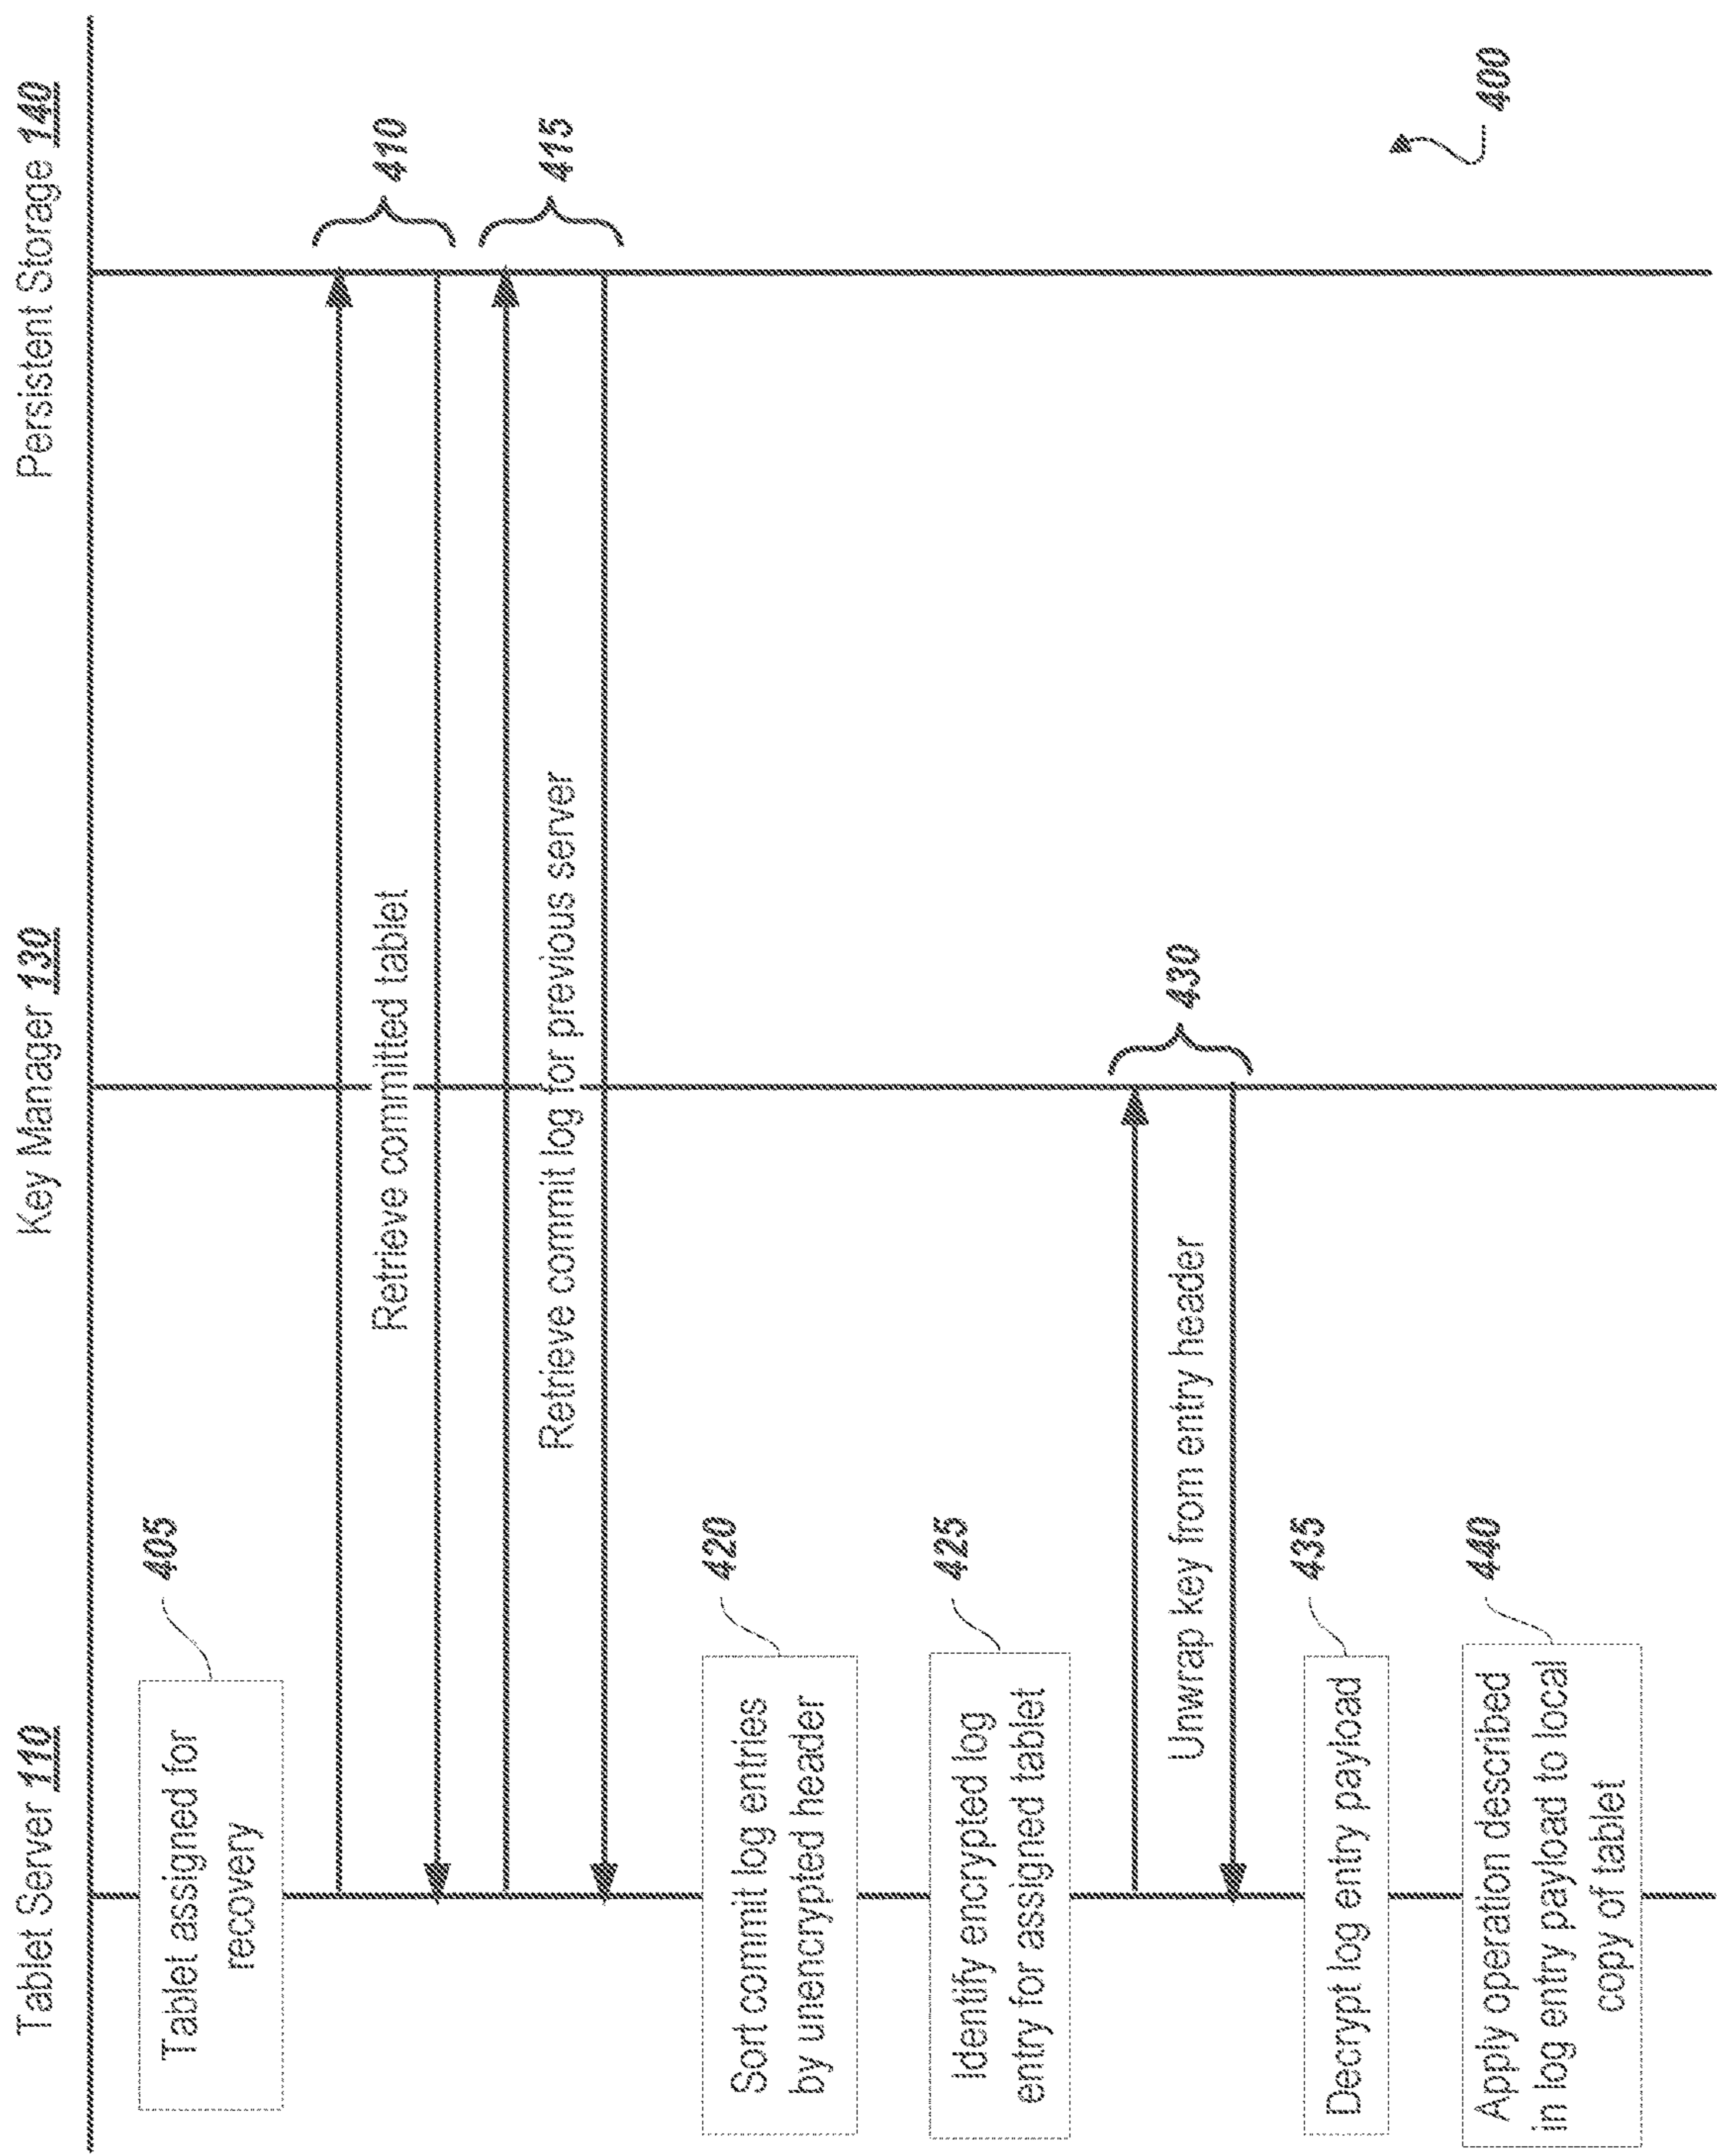 Tablet Server 110
Key Manager 130
Persistent Storage 140
Tablet assigned for
recovery
405
Retrieve committed tablet
410
Retrieve commit log for previous server
415
Sort commit log entries
by unencrypted header
420
Identify encrypted log
entry for assigned tablet
425
Unwrap key from entry header
430
Decrypt log entry payload
435
Apply operation described
in log entry payload to local
copy of tablet
440
400